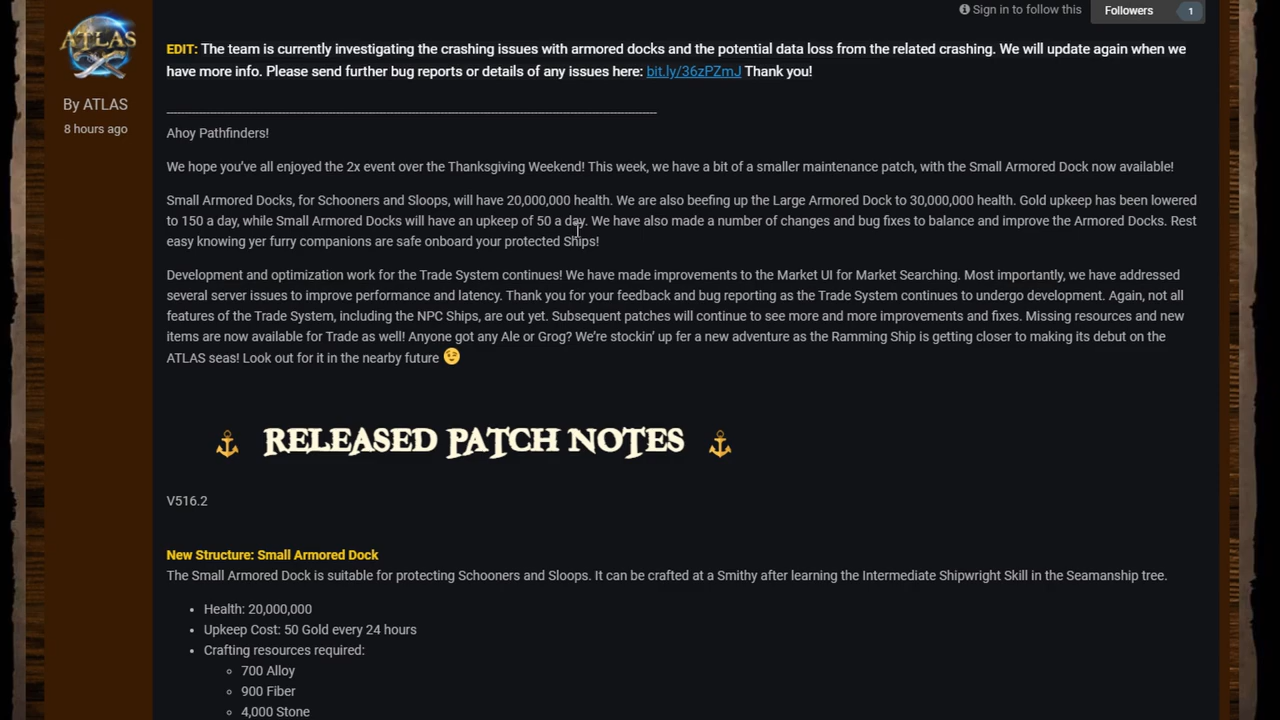 Sign in to follow this
Followers 1
ATLAS
By ATLAS
8 hours ago
EDIT: The team is currently investigating the crashing issues with armored docks and the potential data loss from the related crashing. We will update again when we
have more info. Please send further bug reports or details of any issues here: bit.ly/36zPZmJ Thank you!
Ahoy Pathfinders!
We hope you've all enjoyed the 2x event over the Thanksgiving Weekend! This week, we have a bit of a smaller maintenance patch, with the Small Armored Dock now available!
Small Armored Docks, for Schooners and Sloops, will have 20,000,000 health. We are also beefing up the Large Armored Dock to 30,000,000 health. Gold upkeep has been lowered
to 150 a day, while Small Armored Docks will have an upkeep of 50 a day. We have also made a number of changes and bug fixes to balance and improve the Armored Docks. Rest
easy knowing yer furry companions are safe onboard your protected Ships!
Development and optimization work for the Trade System continues! We have made improvements to the Market UI for Market Searching. Most importantly, we have addressed
several server issues to improve performance and latency. Thank you for your feedback and bug reporting as the Trade System continues to undergo development. Again, not all
features of the Trade System, including the NPC Ships, are out yet. Subsequent patches will continue to see more and more improvements and fixes. Missing resources and new
items are now available for Trade as well! Anyone got any Ale or Grog? We're stockin' up fer a new adventure as the Ramming Ship is getting closer to making its debut on the
ATLAS seas! Look out for it in the nearby future 😉
RELEASED PATCH NOTES
V516.2
New Structure: Small Armored Dock
The Small Armored Dock is suitable for protecting Schooners and Sloops. It can be crafted at a Smithy after learning the Intermediate Shipwright Skill in the Seamanship tree.
• Health: 20,000,000
• Upkeep Cost: 50 Gold every 24 hours
• Crafting resources required:
◦ 700 Alloy
◦ 900 Fiber
◦ 4,000 Stone